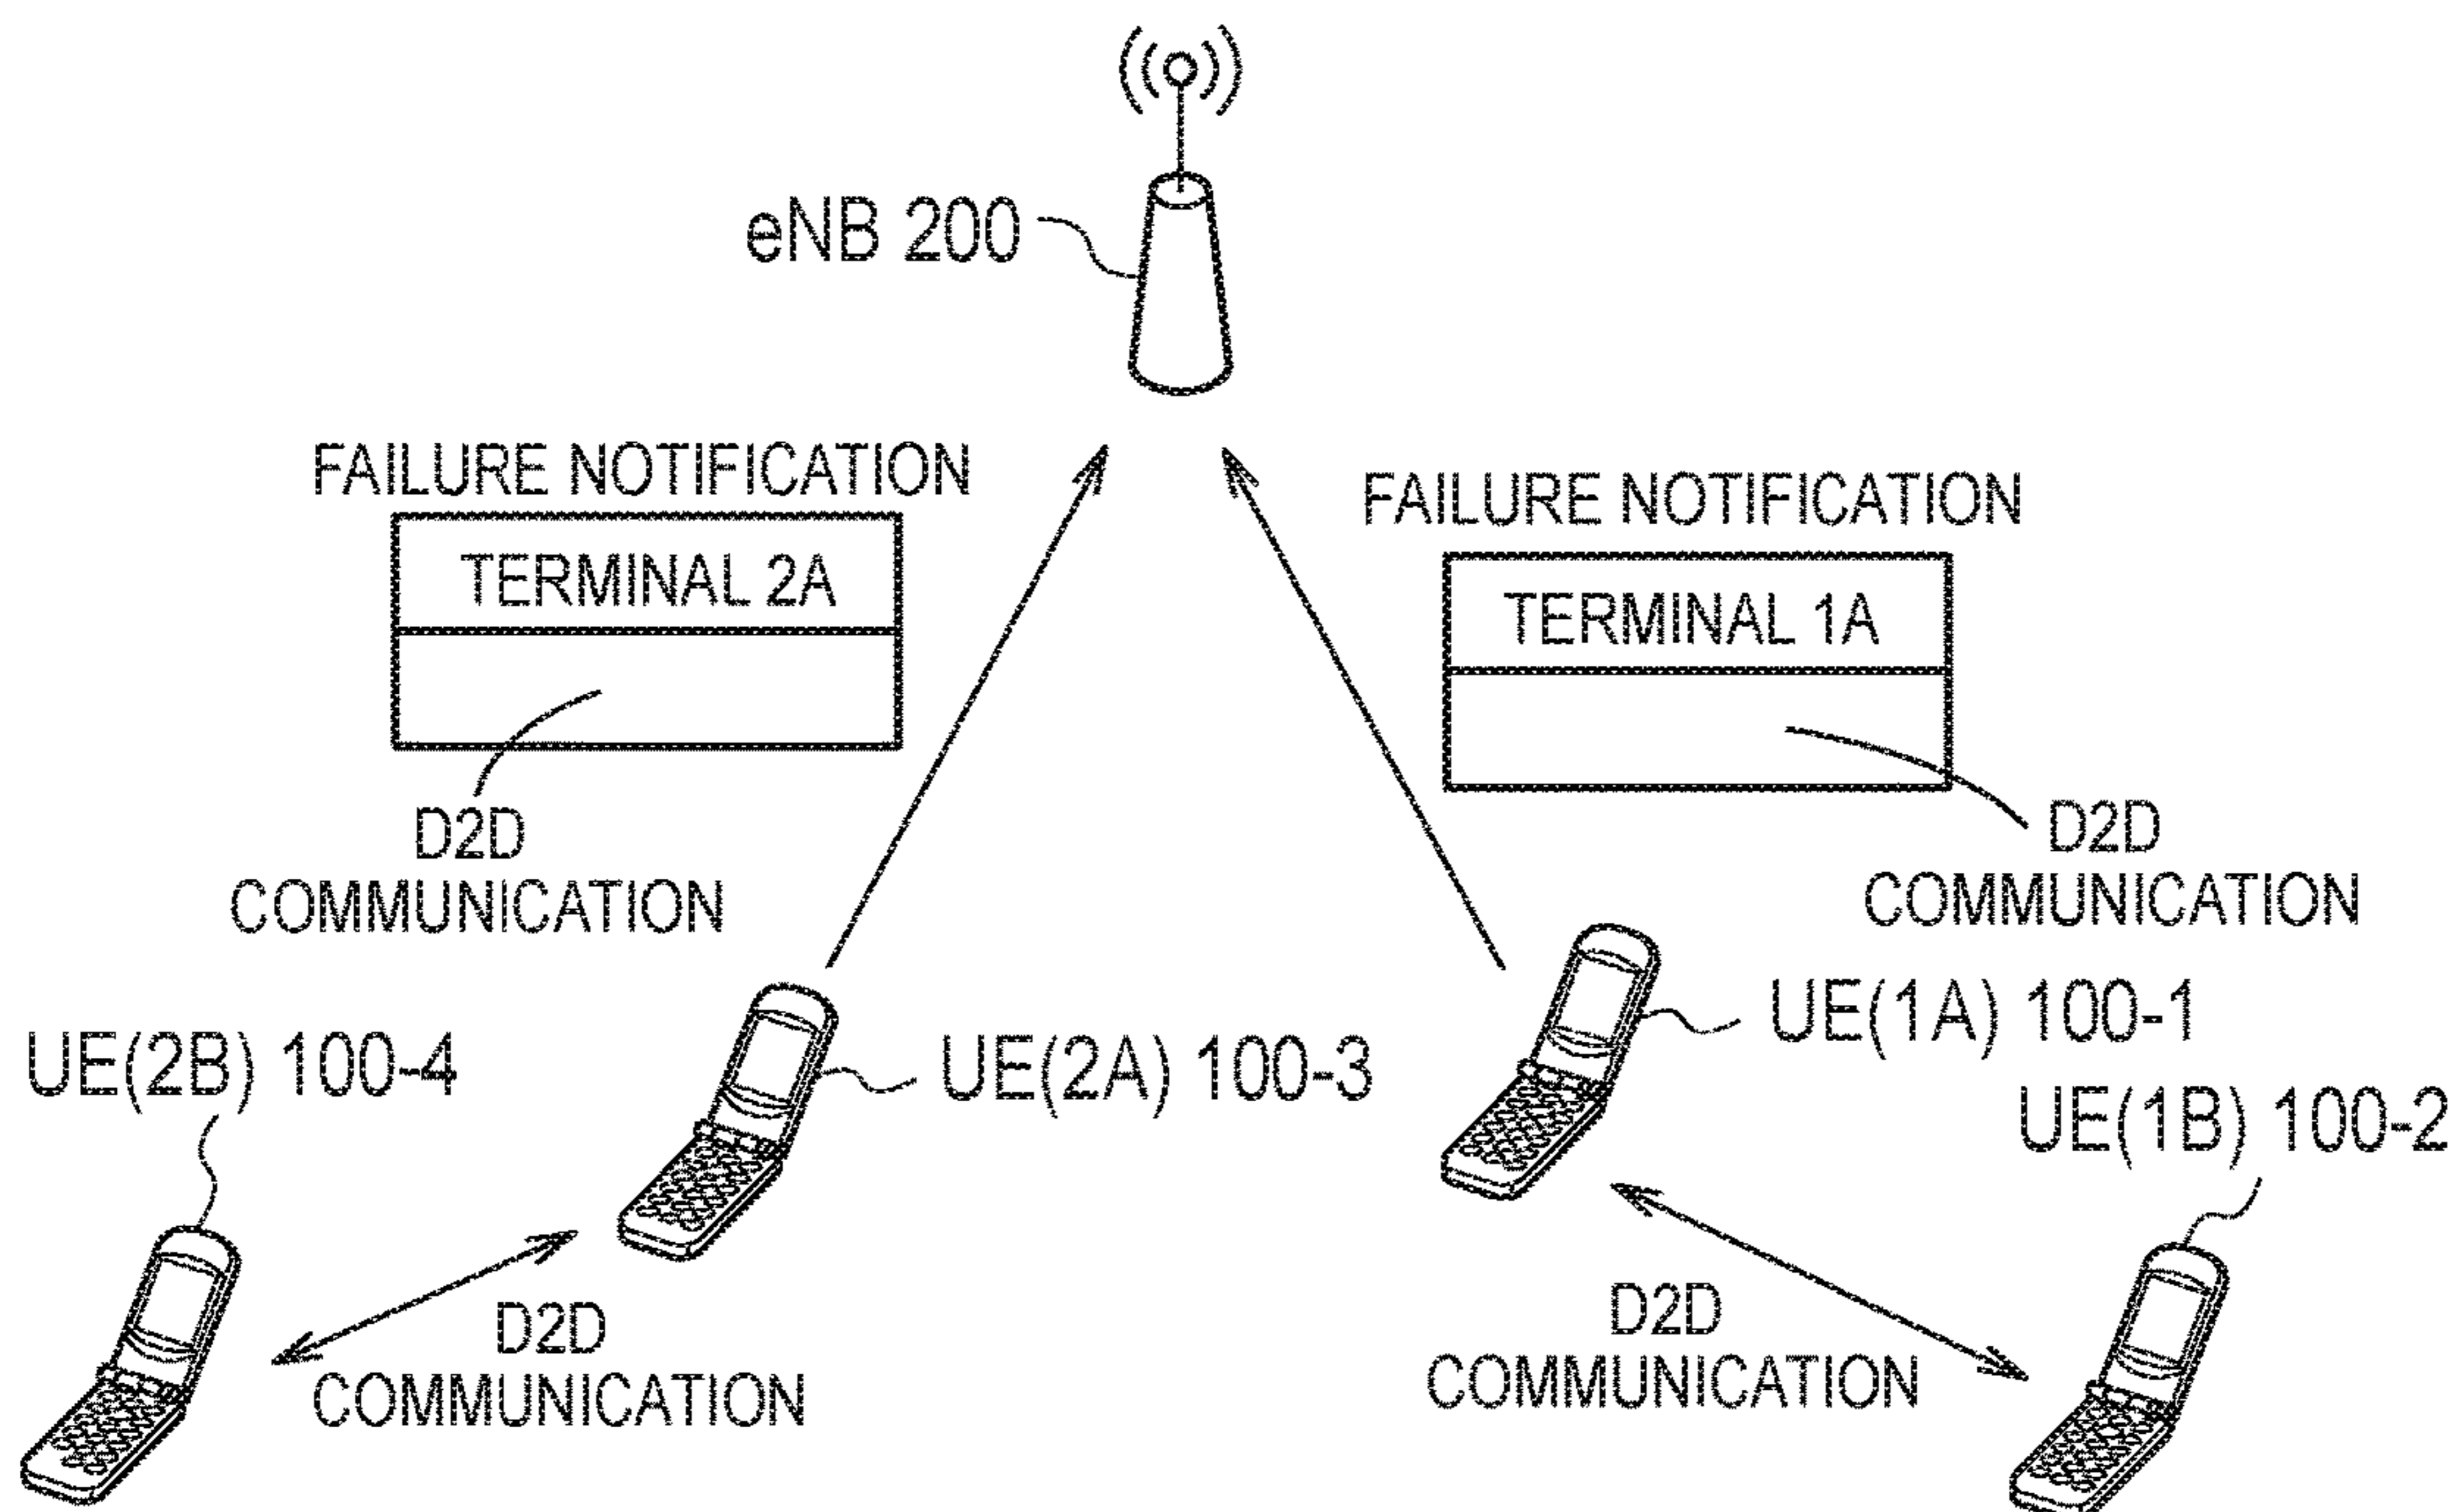 eNB 200
FAILURE NOTIFICATION
TERMINAL 2A
D2D
COMMUNICATION
FAILURE NOTIFICATION
TERMINAL 1A
D2D
COMMUNICATION
UE(2B) 100-4
UE(2A) 100-3
UE(1A) 100-1
UE(1B) 100-2
D2D
COMMUNICATION
D2D
COMMUNICATION